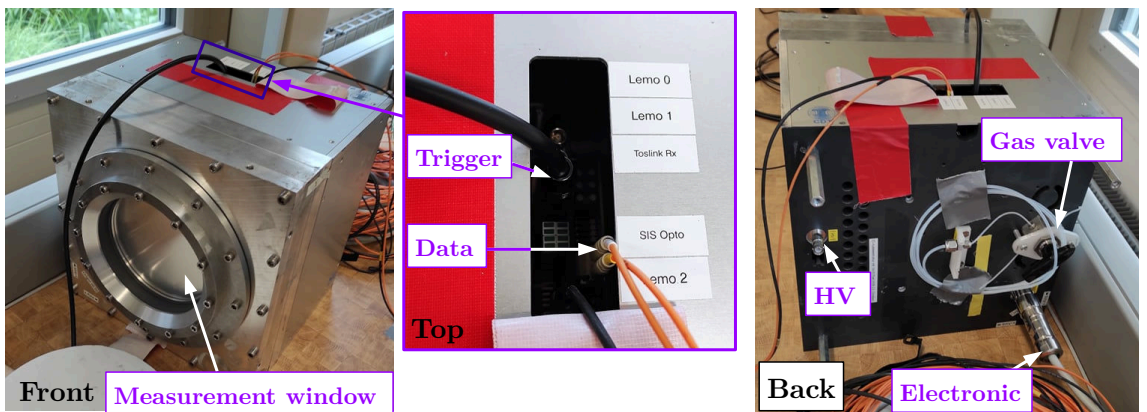 Front
Measurement window
Trigger
Data
Top
Lemo 0
Lemo 1
Toslink Rx
SIS Opto
emo 2
Gas valve
HV
Back
Electronic